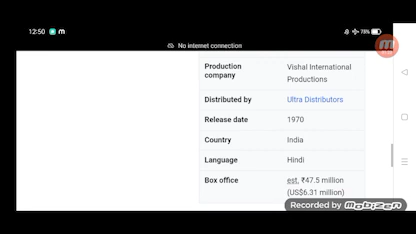 12:50 m 78%
No internet connection
Production company
Vishal International Productions
Distributed by Ultra Distributors
Release date 1970
Country India
Language Hindi
Box office est. ₹47.5 million
(US$6.31 million)
Recorded by mobizen